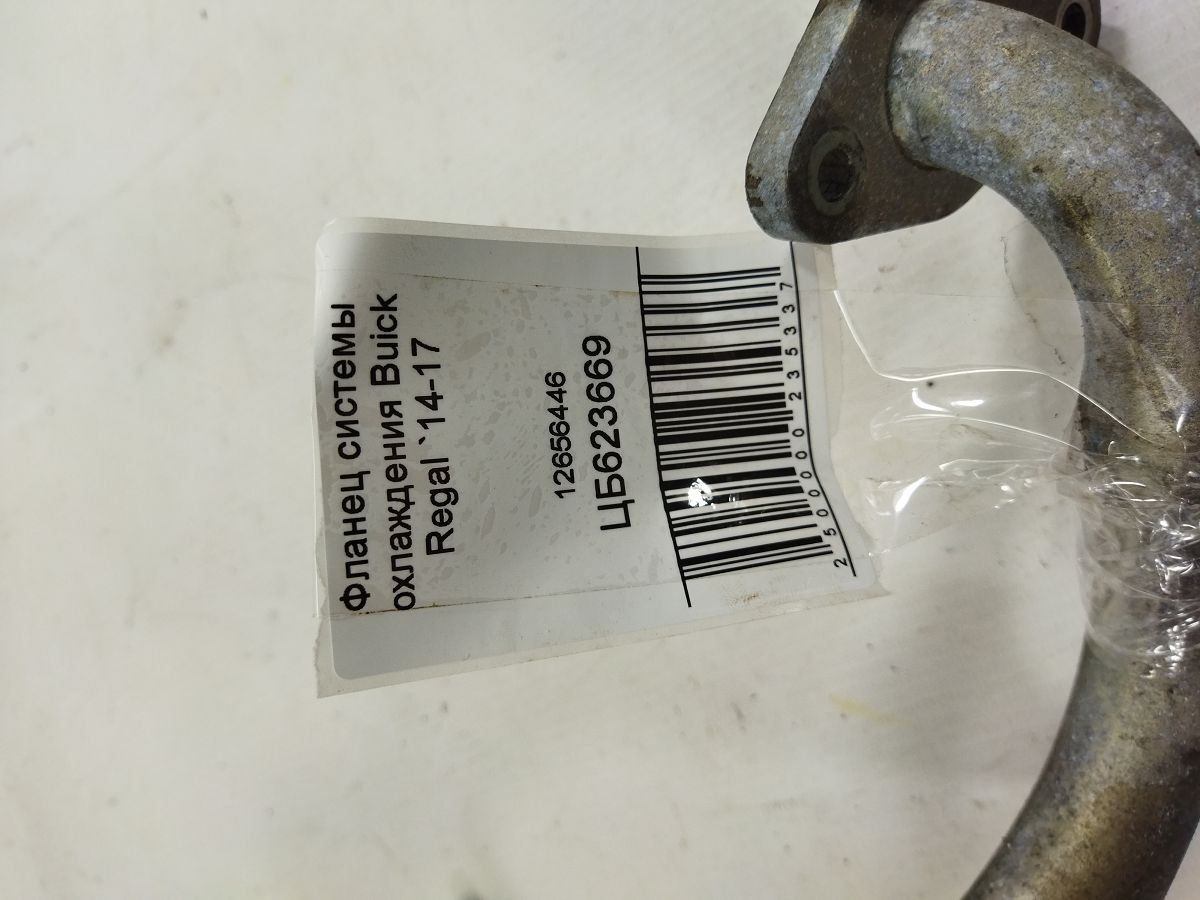 Фланец системы
охлаждения Buick
Regal `14-17
12656446
ЦБ623669
2500000235337